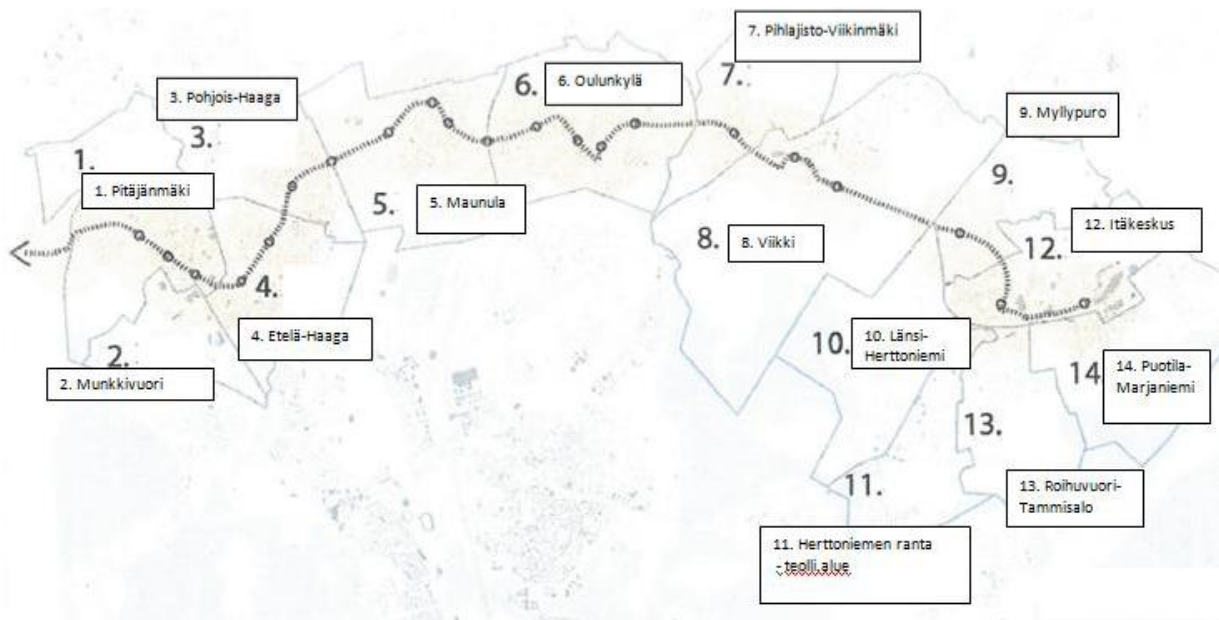 7. Pihlajisto-Viikinmäki
6.
6. Oulunkylä
7.
3. Pohjois-Haaga
9. Myllypuro
3.
1.
9.
1. Pitäjänmäki
5.
5. Maunula
12. Itäkeskus
8.
8. Viikki
12.
4.
10.
10. Länsi-
Herttoniemi
4. Etelä-Haaga
2.
2. Munkkivuori
14
14. Puotila-
Marjaniemi
13.
11.
13. Roihuvuori-
Tammisalo
11. Herttoniemen ranta
- teolli.alue